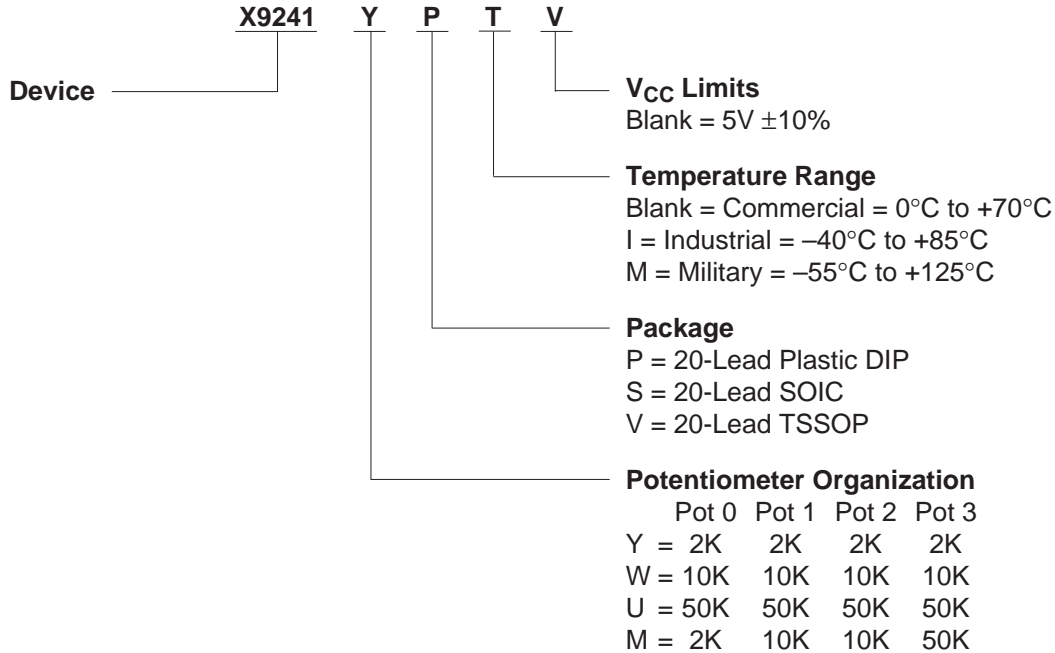 X9241 Y P T V
Device
VCC Limits
Blank = 5V ±10%
Temperature Range
Blank = Commercial = 0°C to +70°C
I = Industrial = –40°C to +85°C
M = Military = –55°C to +125°C
Package
P = 20-Lead Plastic DIP
S = 20-Lead SOIC
V = 20-Lead TSSOP
Potentiometer Organization
Pot 0 Pot 1 Pot 2 Pot 3
Y = 2K 2K 2K 2K
W = 10K 10K 10K 10K
U = 50K 50K 50K 50K
M = 2K 10K 10K 50K